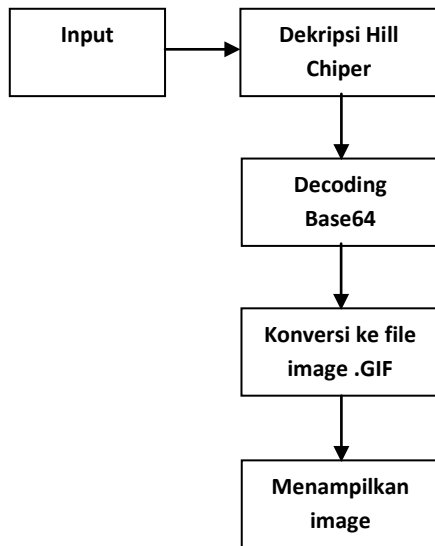 Input
Dekripsi Hill
Chiper
Decoding
Base64
Konversi ke file
image .GIF
Menampilkan
image